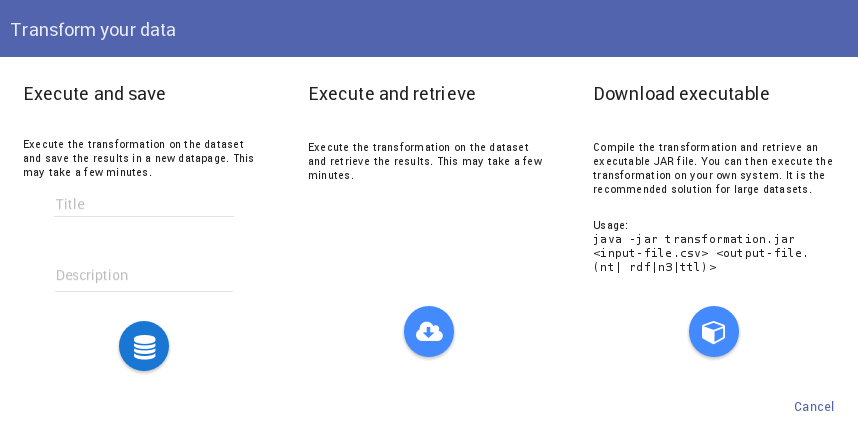 Transform your data
Execute and save
Execute the transformation on the dataset
and save the results in a new datapage. This
may take a few minutes.
Title
Description
Execute and retrieve
Execute the transformation on the dataset
and retrieve the results. This may take a few
minutes.
Download executable
Compile the transformation and retrieve an
executable JAR file. You can then execute the
transformation on your own system. It is the
recommended solution for large datasets.
Usage:
java -jar transformation.jar
<input-file.csv> <output-file.
(nt| rdf|n3|ttl)>
Cancel